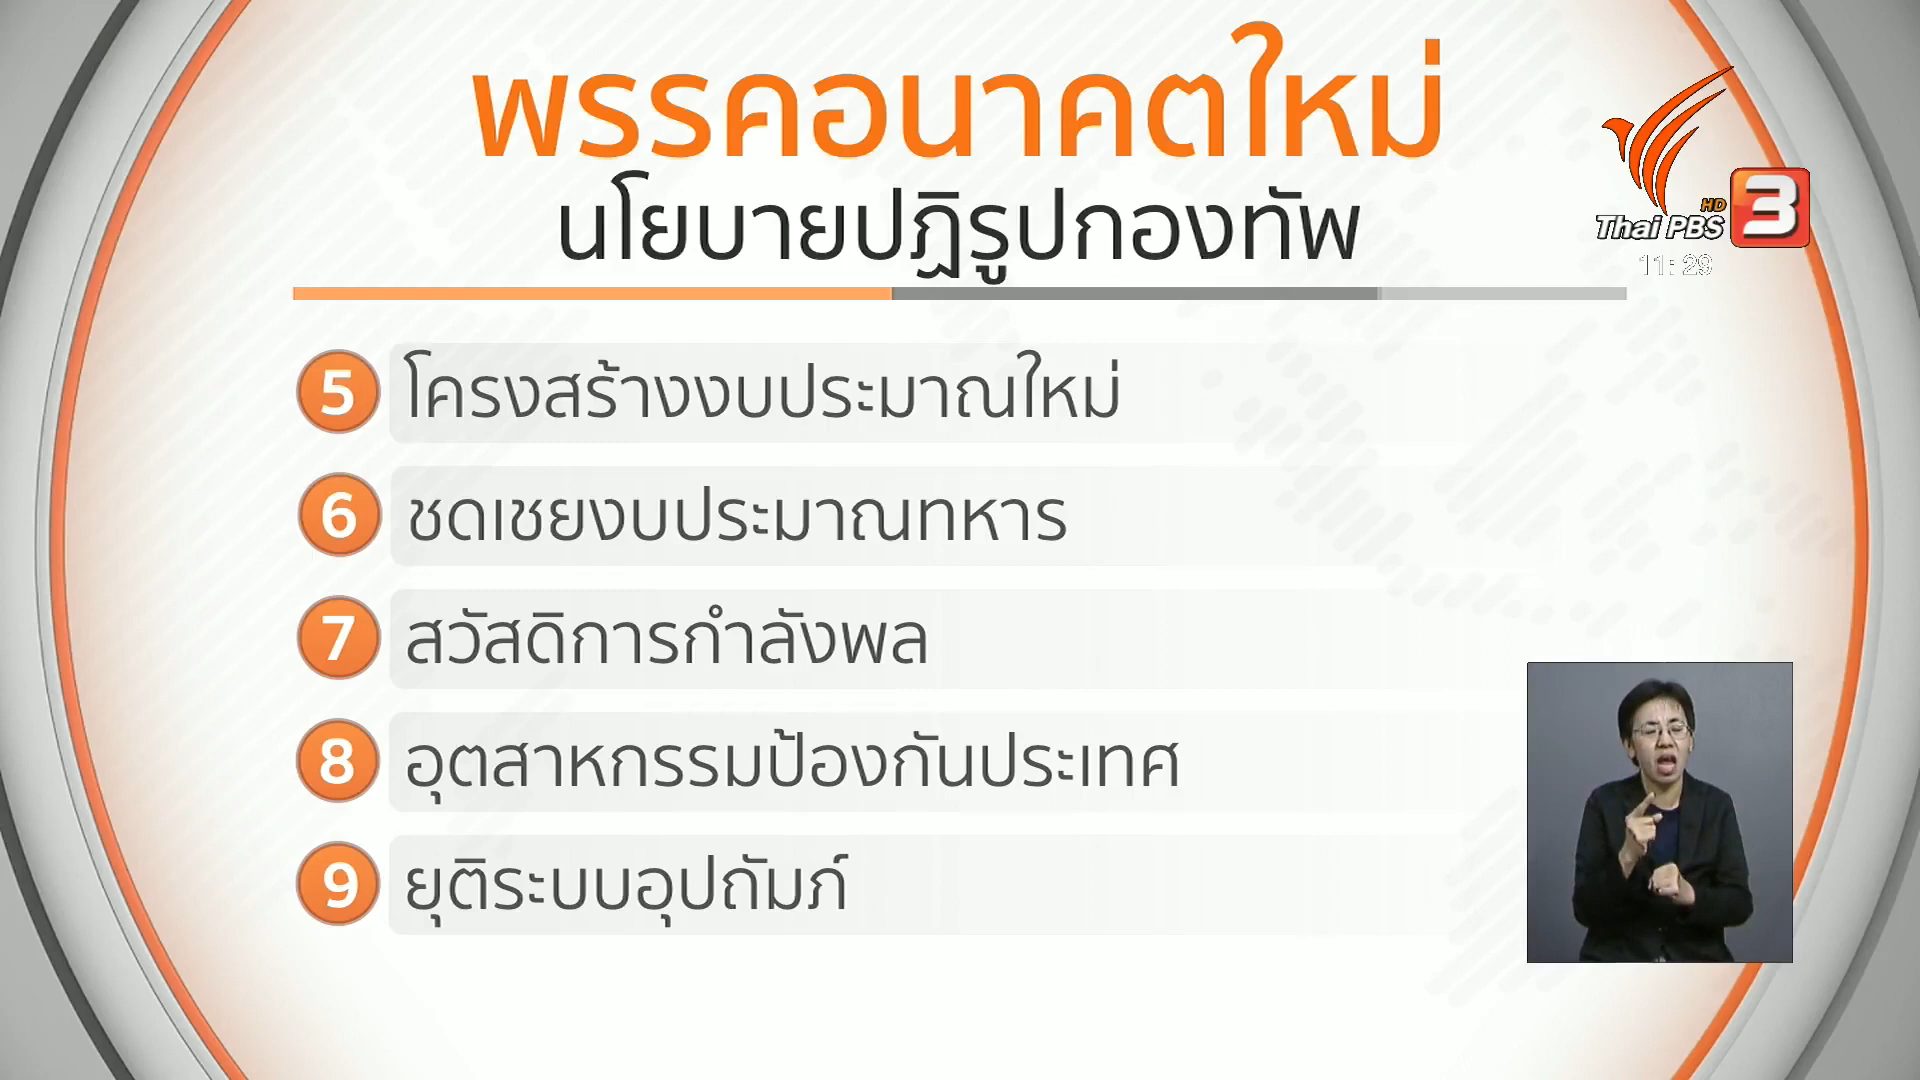 พรรคอนาคตใหม่
นโยบายปฏิรูปกองทัพ
HD
Thai PBS 3
11:29
5 โครงสร้างงบประมาณใหม่
6 ชดเชยงบประมาณทหาร
7 สวัสดิการกำลังพล
8 อุตสาหกรรมป้องกันประเทศ
9 ยุติระบบอุปถัมภ์